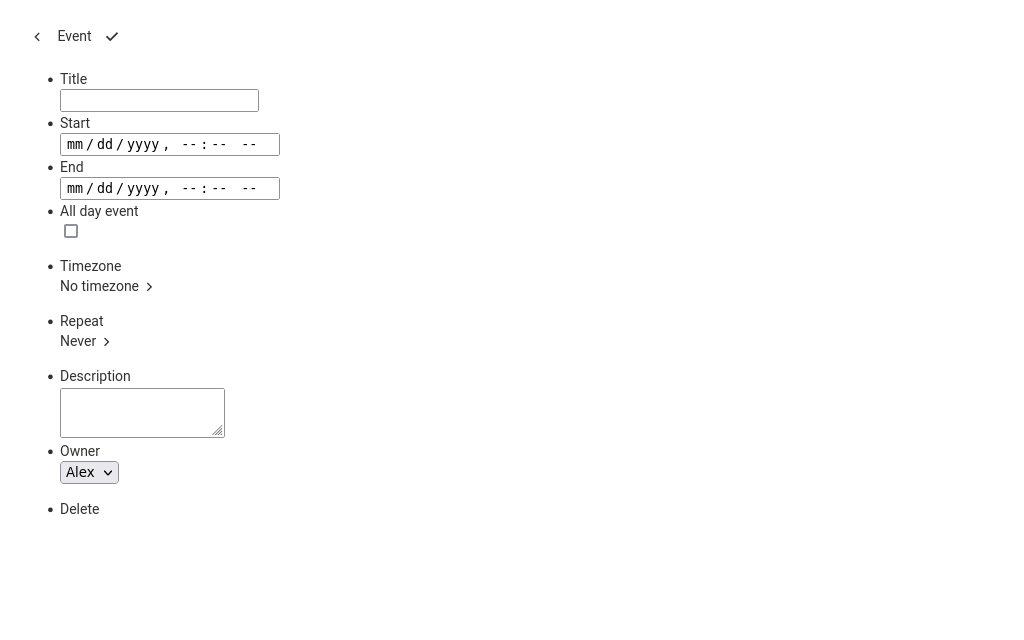 Event
Title
Start
mm/dd/yyyy, --:-- --
End
mm/dd/yyyy, --:-- --
All day event
Timezone
No timezone
Repeat
Never
Description
Owner
Alex
Delete